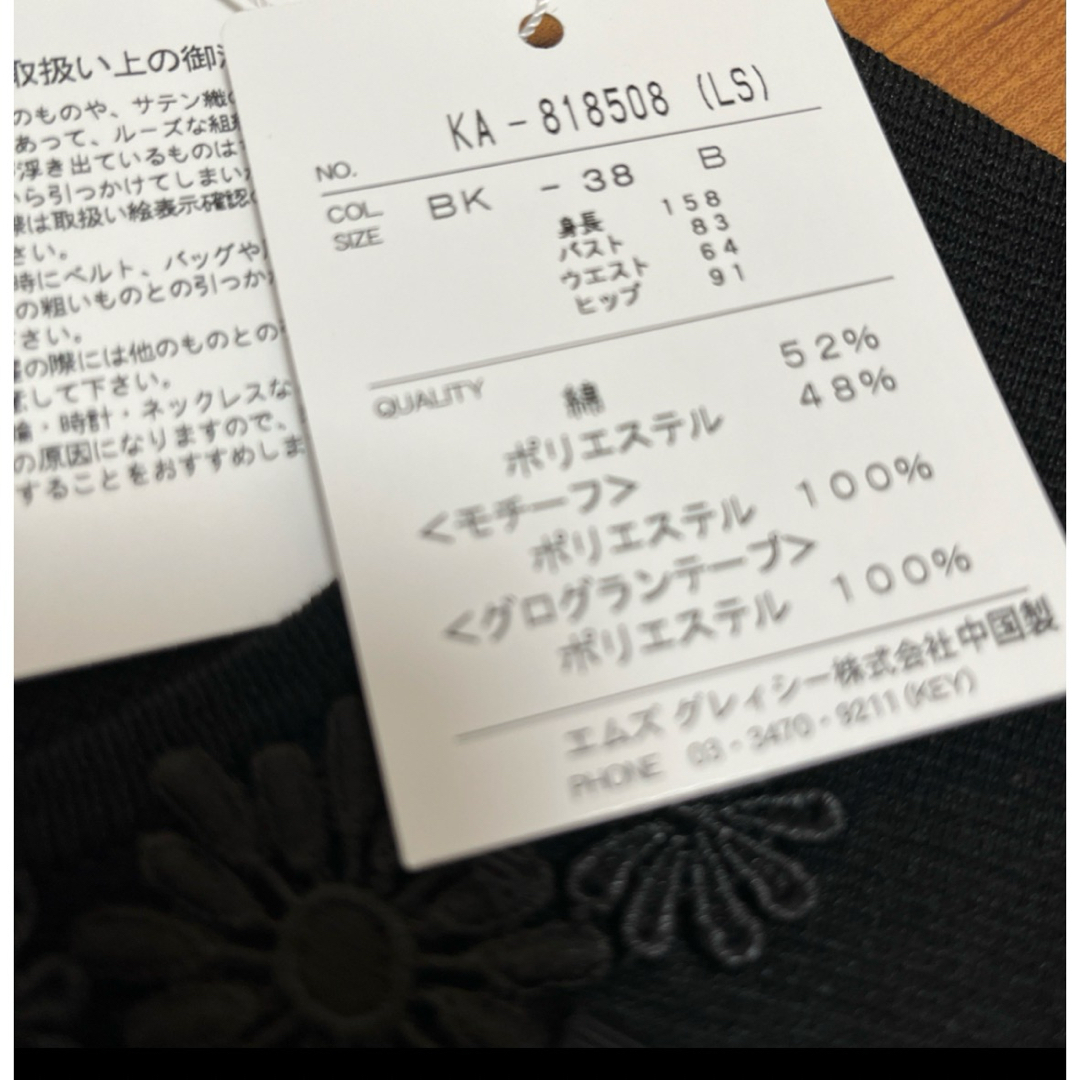 取扱い上の御
のものや、サテン織
あって、ルーズな組
浮き出ているものは
ら引っかけてしまい
は取扱い絵表示確認
さい。
時にベルト、バッグや
の粗いものとの引っか
さい。
の際には他のものとの
して下さい。
・時計・ネックレスな
の原因になりますので、
することをおすすめしま
NO. KA-818508 (LS)
COL BK -38 B
SIZE 身長 158
バスト 83
ウエスト 64
ヒップ 91
QUALITY 綿 52%
ポリエステル 48%
<モチーフ>
ポリエステル 100%
<グログランテープ>
ポリエステル 100%
エムズ グレィシー株式会社中国製
PHONE 03・3470・9211(KEY)